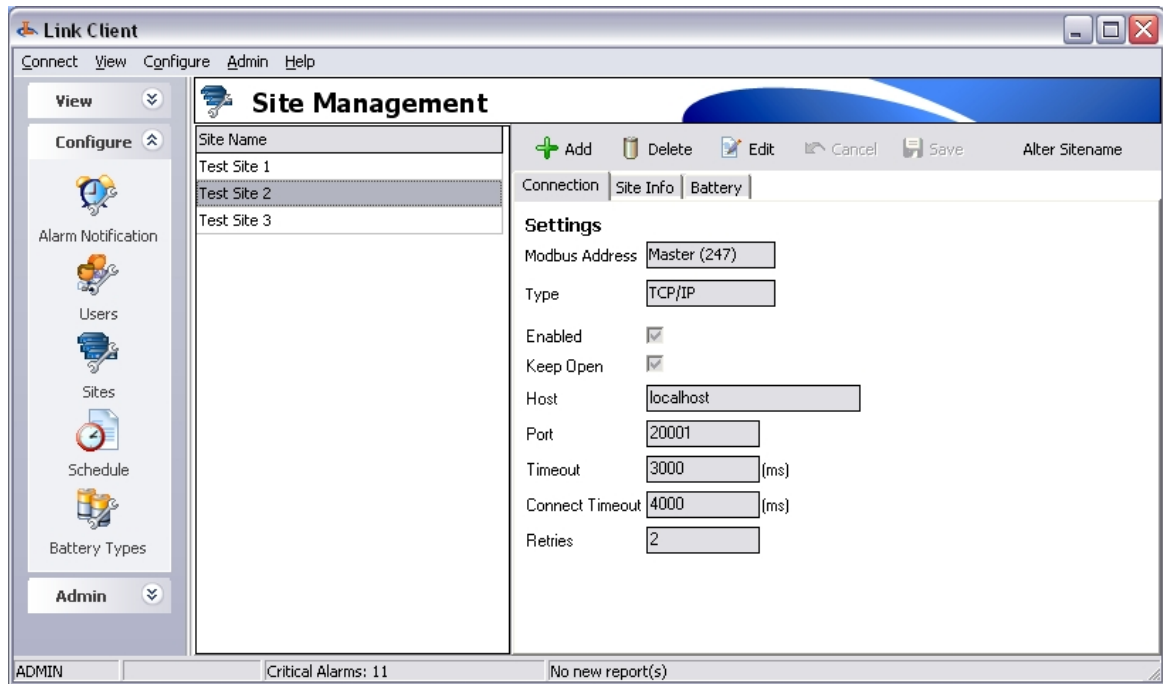 Link Client
Connect View Configure Admin Help
View
Configure
Alarm Notification
Users
Sites
Schedule
Battery Types
Admin
Site Management
Site Name
Test Site 1
Test Site 2
Test Site 3
Add Delete Edit Cancel Save Alter Sitename
Connection Site Info Battery
Settings
Modbus Address Master (247)
Type TCP/IP
Enabled
Keep Open
Host localhost
Port 20001
Timeout 3000 (ms)
Connect Timeout 4000 (ms)
Retries 2
ADMIN Critical Alarms: 11 No new report(s)